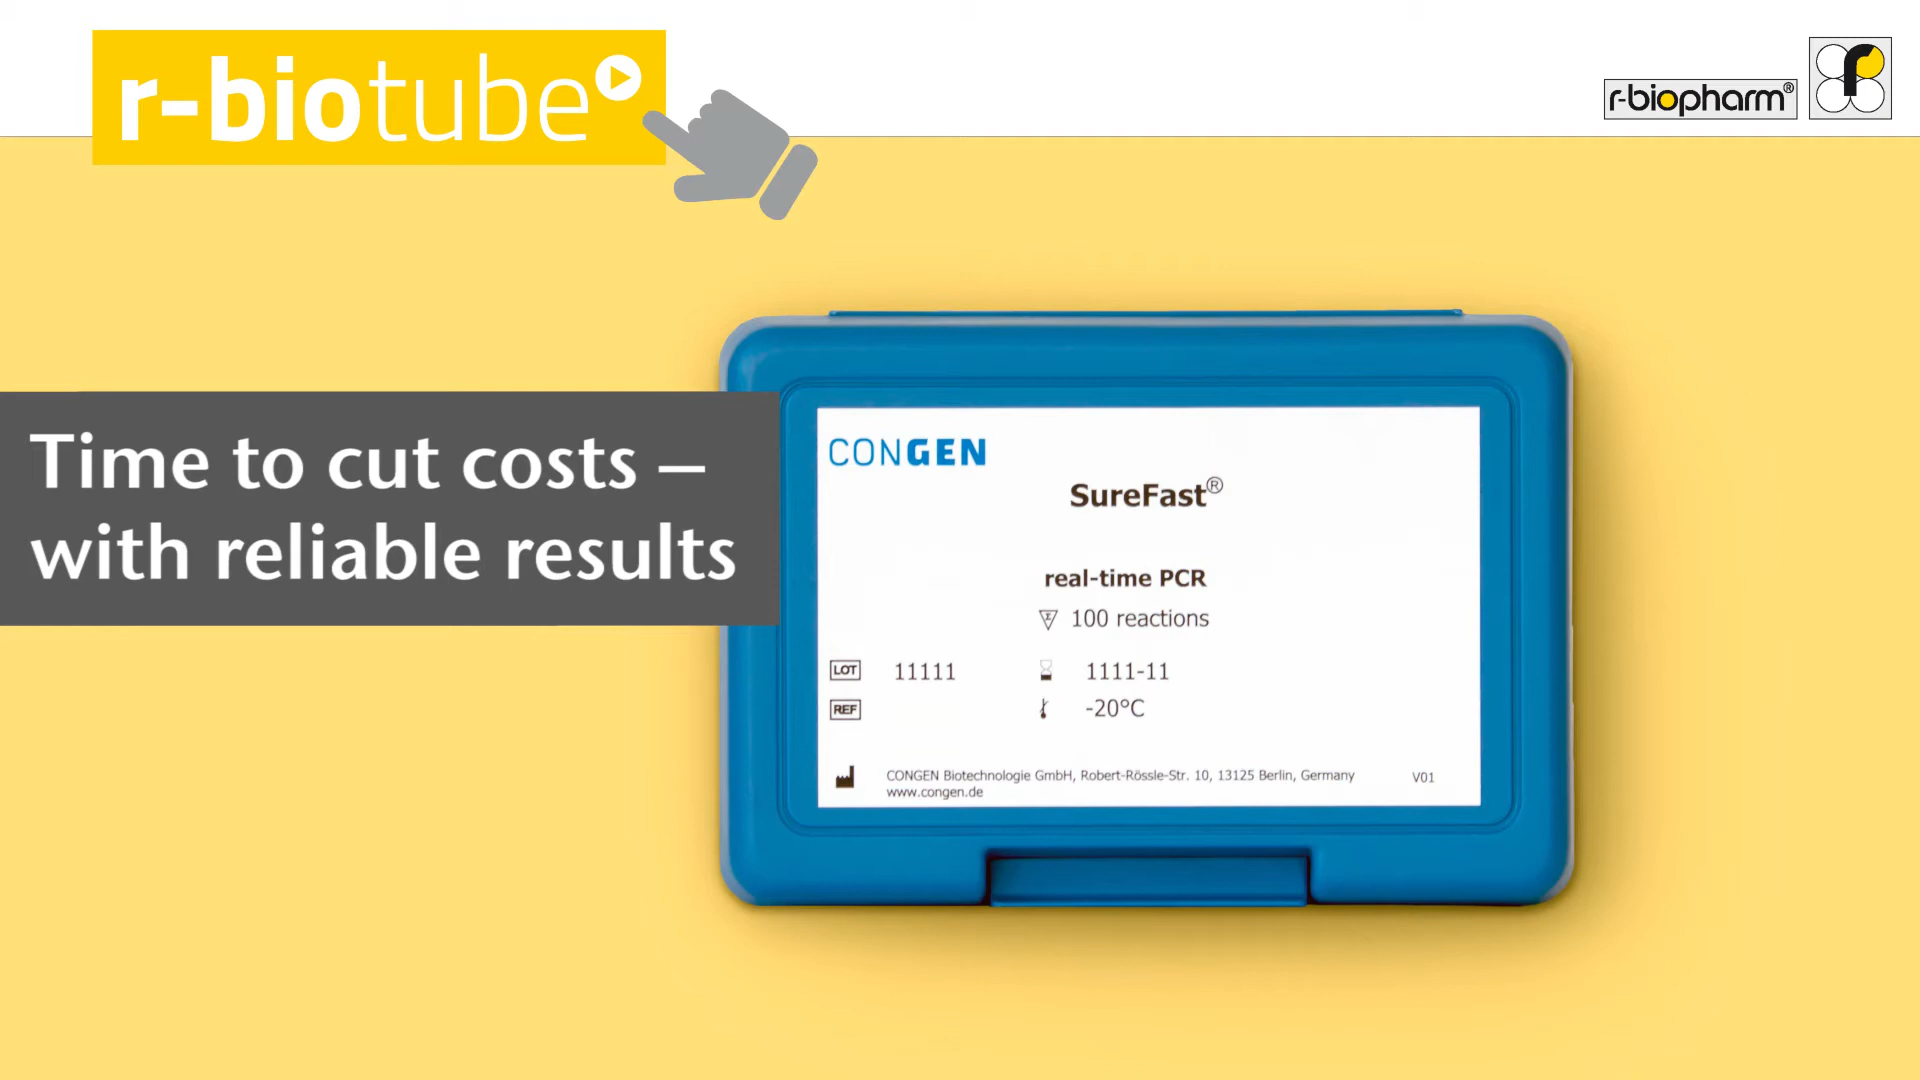 r-biotube
r-biopharm®
Time to cut costs –
with reliable results
CONGEN
SureFast®
real-time PCR
100 reactions
LOT 11111 1111-11
REF -20°C
CONGEN Biotechnologie GmbH, Robert-Rössle-Str. 10, 13125 Berlin, Germany V01
www.congen.de